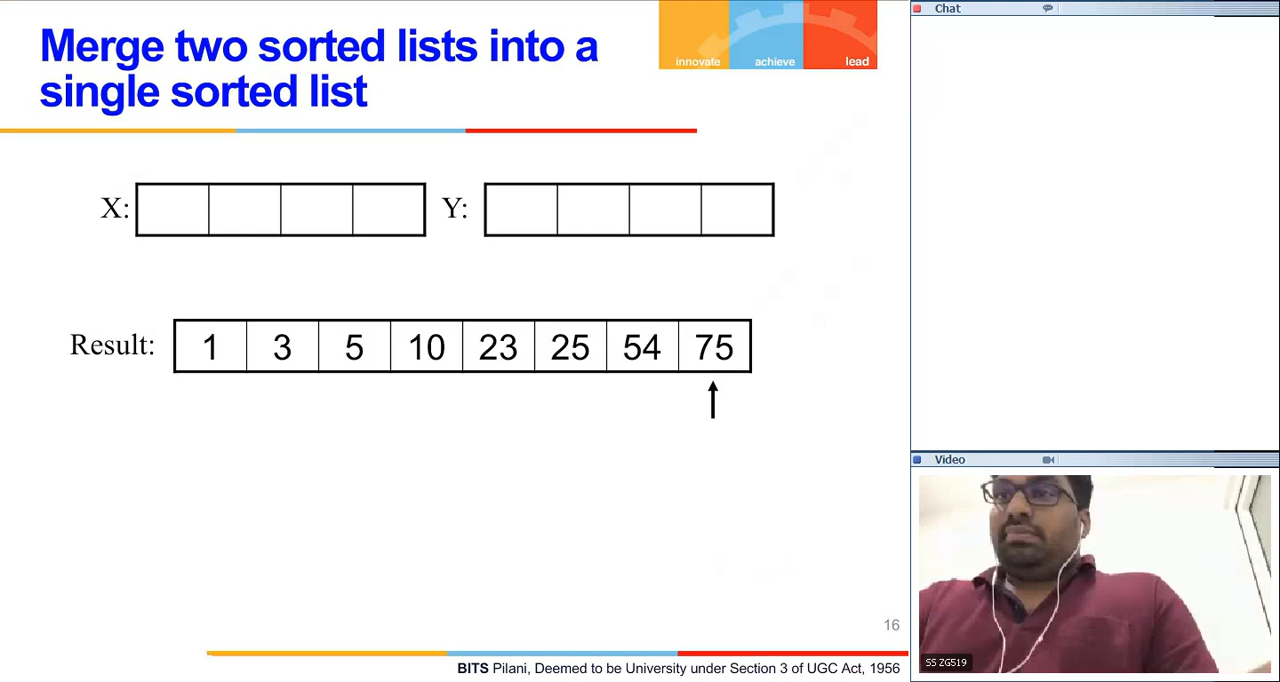 Merge two sorted lists into a
single sorted list
innovate achieve lead
X: Y:
Result: 1 3 5 10 23 25 54 75
16
BITS Pilani, Deemed to be University under Section 3 of UGC Act, 1956
Chat
Video
SS ZG519